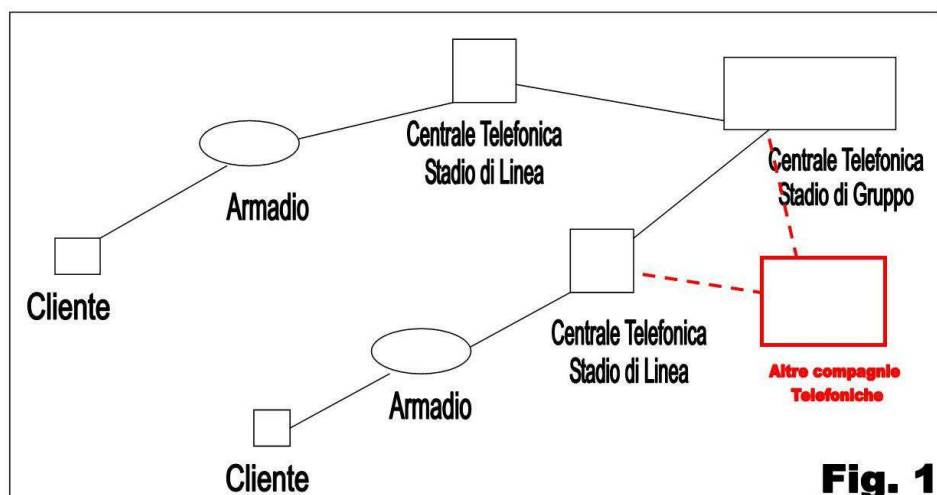 Centrale Telefonica
Stadio di Linea
Centrale Telefonica
Stadio di Gruppo
Armadio
Cliente
Centrale Telefonica
Stadio di Linea
Altre compagnie
Telefoniche
Armadio
Cliente
Fig. 1